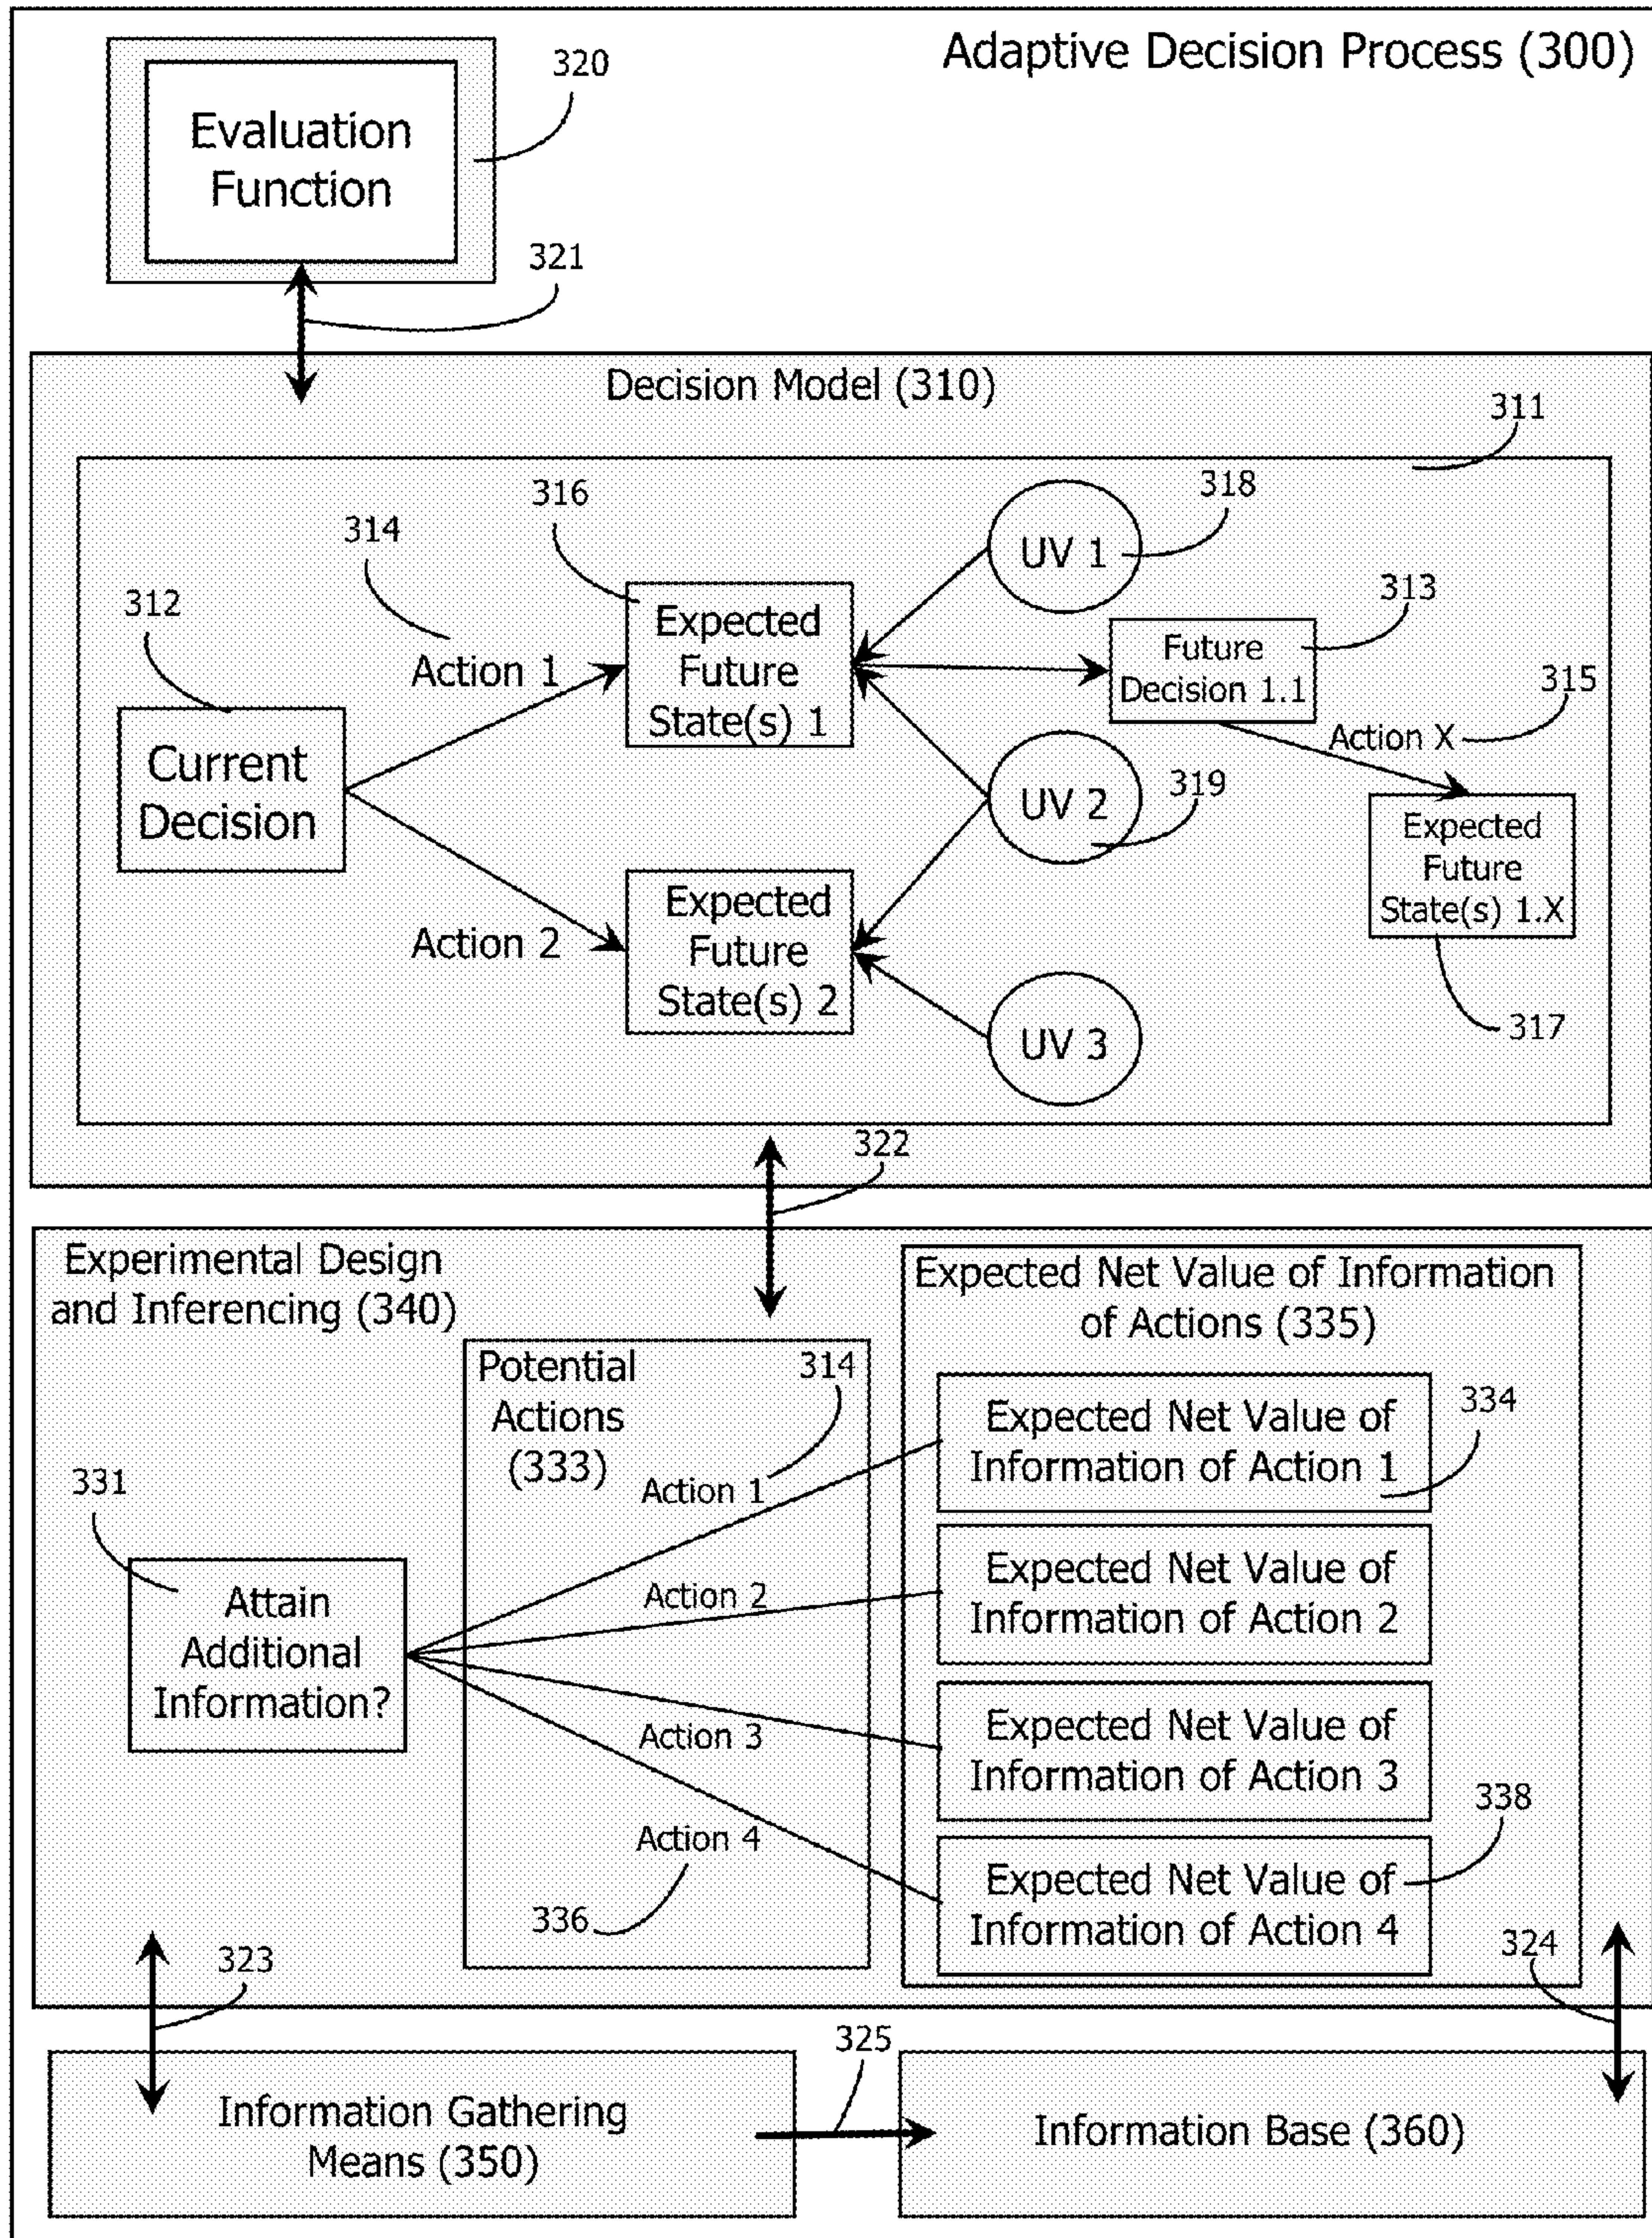 Adaptive Decision Process (300)
320
Evaluation
Function
321
Decision Model (310)
311
316
318
314
UV 1
312
313
Expected
Future
State(s) 1
Action 1
Future
Decision 1.1
315
Action X
Current
Decision
UV 2
319
Expected
Future
State(s) 1.X
Expected
Future
State(s) 2
Action 2
317
UV 3
322
Experimental Design
and Inferencing (340)
Expected Net Value of Information
of Actions (335)
Potential
Actions
(333)
314
334
Expected Net Value of
Information of Action 1
331
Action 1
Expected Net Value of
Information of Action 2
Action 2
Attain
Additional
Information?
Expected Net Value of
Information of Action 3
Action 3
338
Action 4
Expected Net Value of
Information of Action 4
336
323
324
325
Information Gathering
Means (350)
Information Base (360)